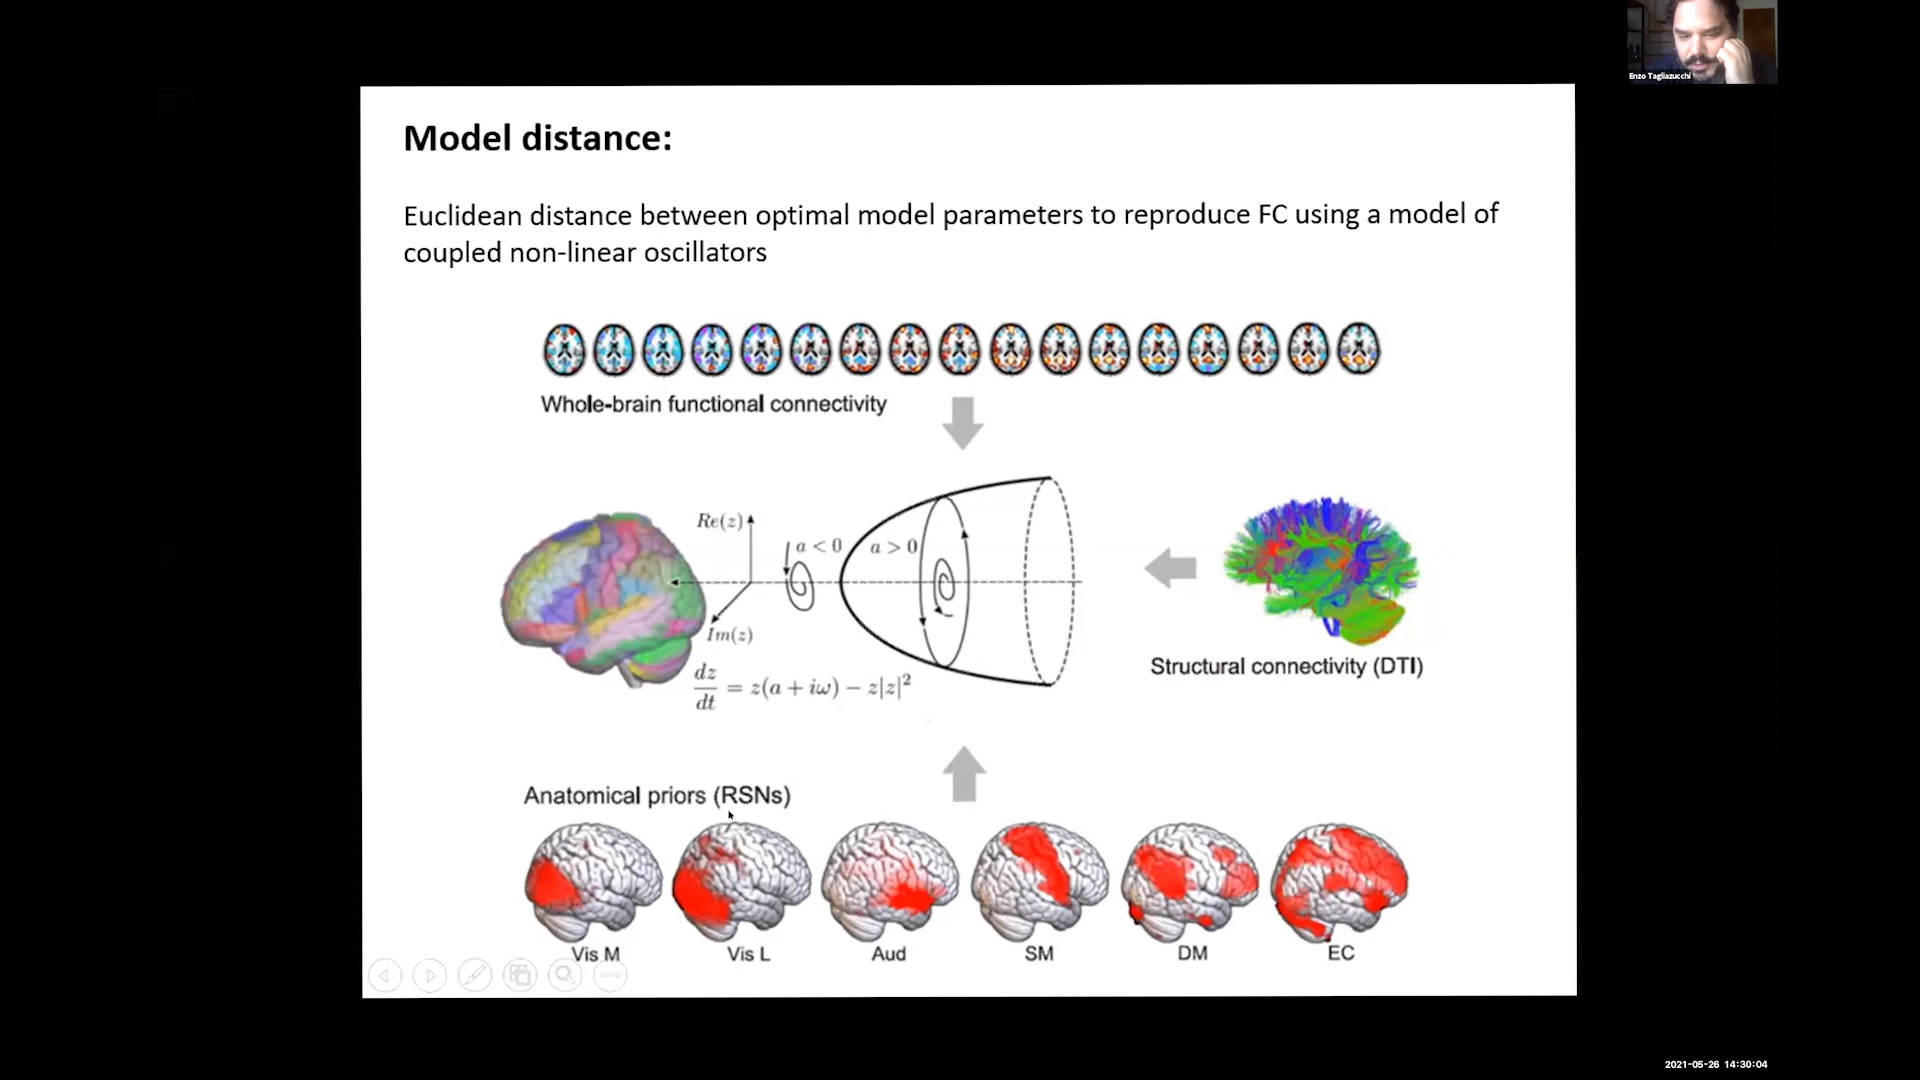 Enzo Tagliazucchi
Model distance:
Euclidean distance between optimal model parameters to reproduce FC using a model of
coupled non-linear oscillators
Whole-brain functional connectivity
Re(z)
a < 0
a > 0
Im(z)
dz/dt = z(a + iω) − z|z|²
Structural connectivity (DTI)
Anatomical priors (RSNs)
Vis M
Vis L
Aud
SM
DM
EC
2021-05-26 14:30:04